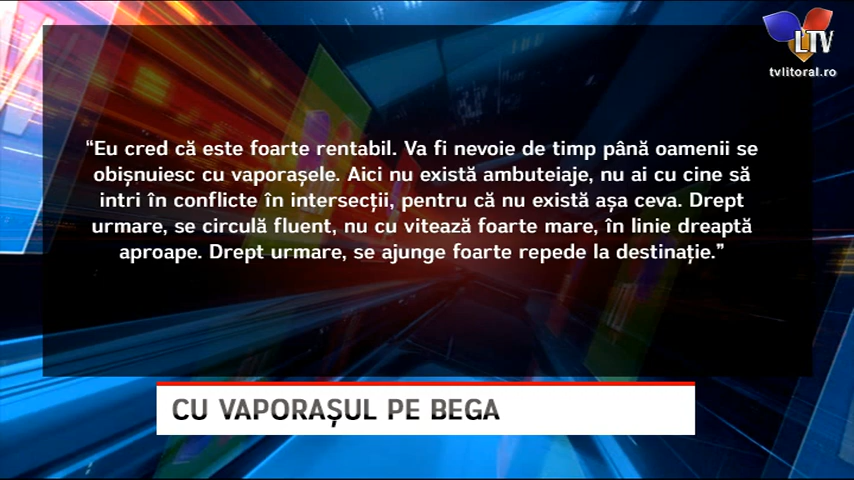 LTV
tvlitoral.ro
“Eu cred că este foarte rentabil. Va fi nevoie de timp până oamenii se
obișnuiesc cu vaporașele. Aici nu există ambuteiaje, nu ai cu cine să
intri în conflicte în intersecții, pentru că nu există așa ceva. Drept
urmare, se circulă fluent, nu cu vitează foarte mare, în linie dreaptă
aproape. Drept urmare, se ajunge foarte repede la destinație.”
CU VAPORAȘUL PE BEGA